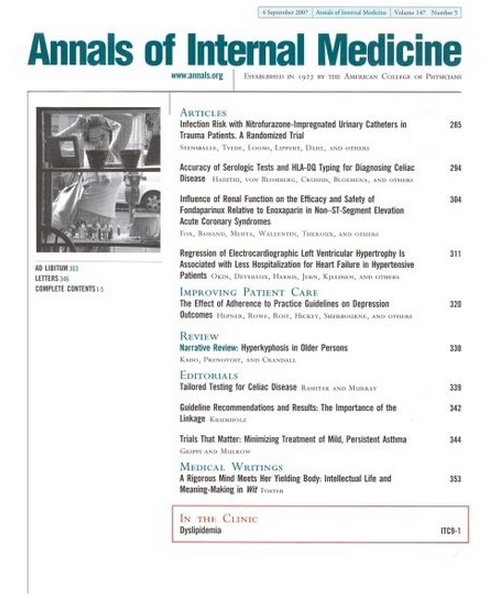 4 September 2007 | Annals of Internal Medicine | Volume 147 Number 5
Annals of Internal Medicine
www.annals.org
Established in 1927 by the American College of Physicians
Articles
Infection Risk with Nitrofurazone-Impregnated Urinary Catheters in
Trauma Patients. A Randomized Trial 285
Stensballe, Tvede, Looms, Lippert, Dahl, and others
Accuracy of Serologic Tests and HLA-DQ Typing for Diagnosing Celiac 294
Disease Hadithi, von Blomberg, Crusius, Bloemena, and others
Influence of Renal Function on the Efficacy and Safety of 304
Fondaparinux Relative to Enoxaparin in Non–ST-Segment Elevation
Acute Coronary Syndromes
Fox, Bassand, Mehta, Wallentin, Theroux, and others
Regression of Electrocardiographic Left Ventricular Hypertrophy Is 311
Associated with Less Hospitalization for Heart Failure in Hypertensive
Patients Okin, Devereux, Harris, Jern, Kjeldsen, and others
Improving Patient Care
The Effect of Adherence to Practice Guidelines on Depression 320
Outcomes Hepner, Rowe, Rost, Hickey, Sherbourne, and others
Review
Narrative Review: Hyperkyphosis in Older Persons 330
Kado, Prenovost, and Crandall
Editorials
Tailored Testing for Celiac Disease Rashtak and Murray 339
Guideline Recommendations and Results: The Importance of the 342
Linkage Krumholz
Trials That Matter: Minimizing Treatment of Mild, Persistent Asthma 344
Grippi and Mulrow
Medical Writings
A Rigorous Mind Meets Her Yielding Body: Intellectual Life and 353
Meaning-Making in Wit Foster
In the Clinic
Dyslipidemia ITC9-1
AD LIBITUM 303
LETTERS 346
COMPLETE CONTENTS I-5